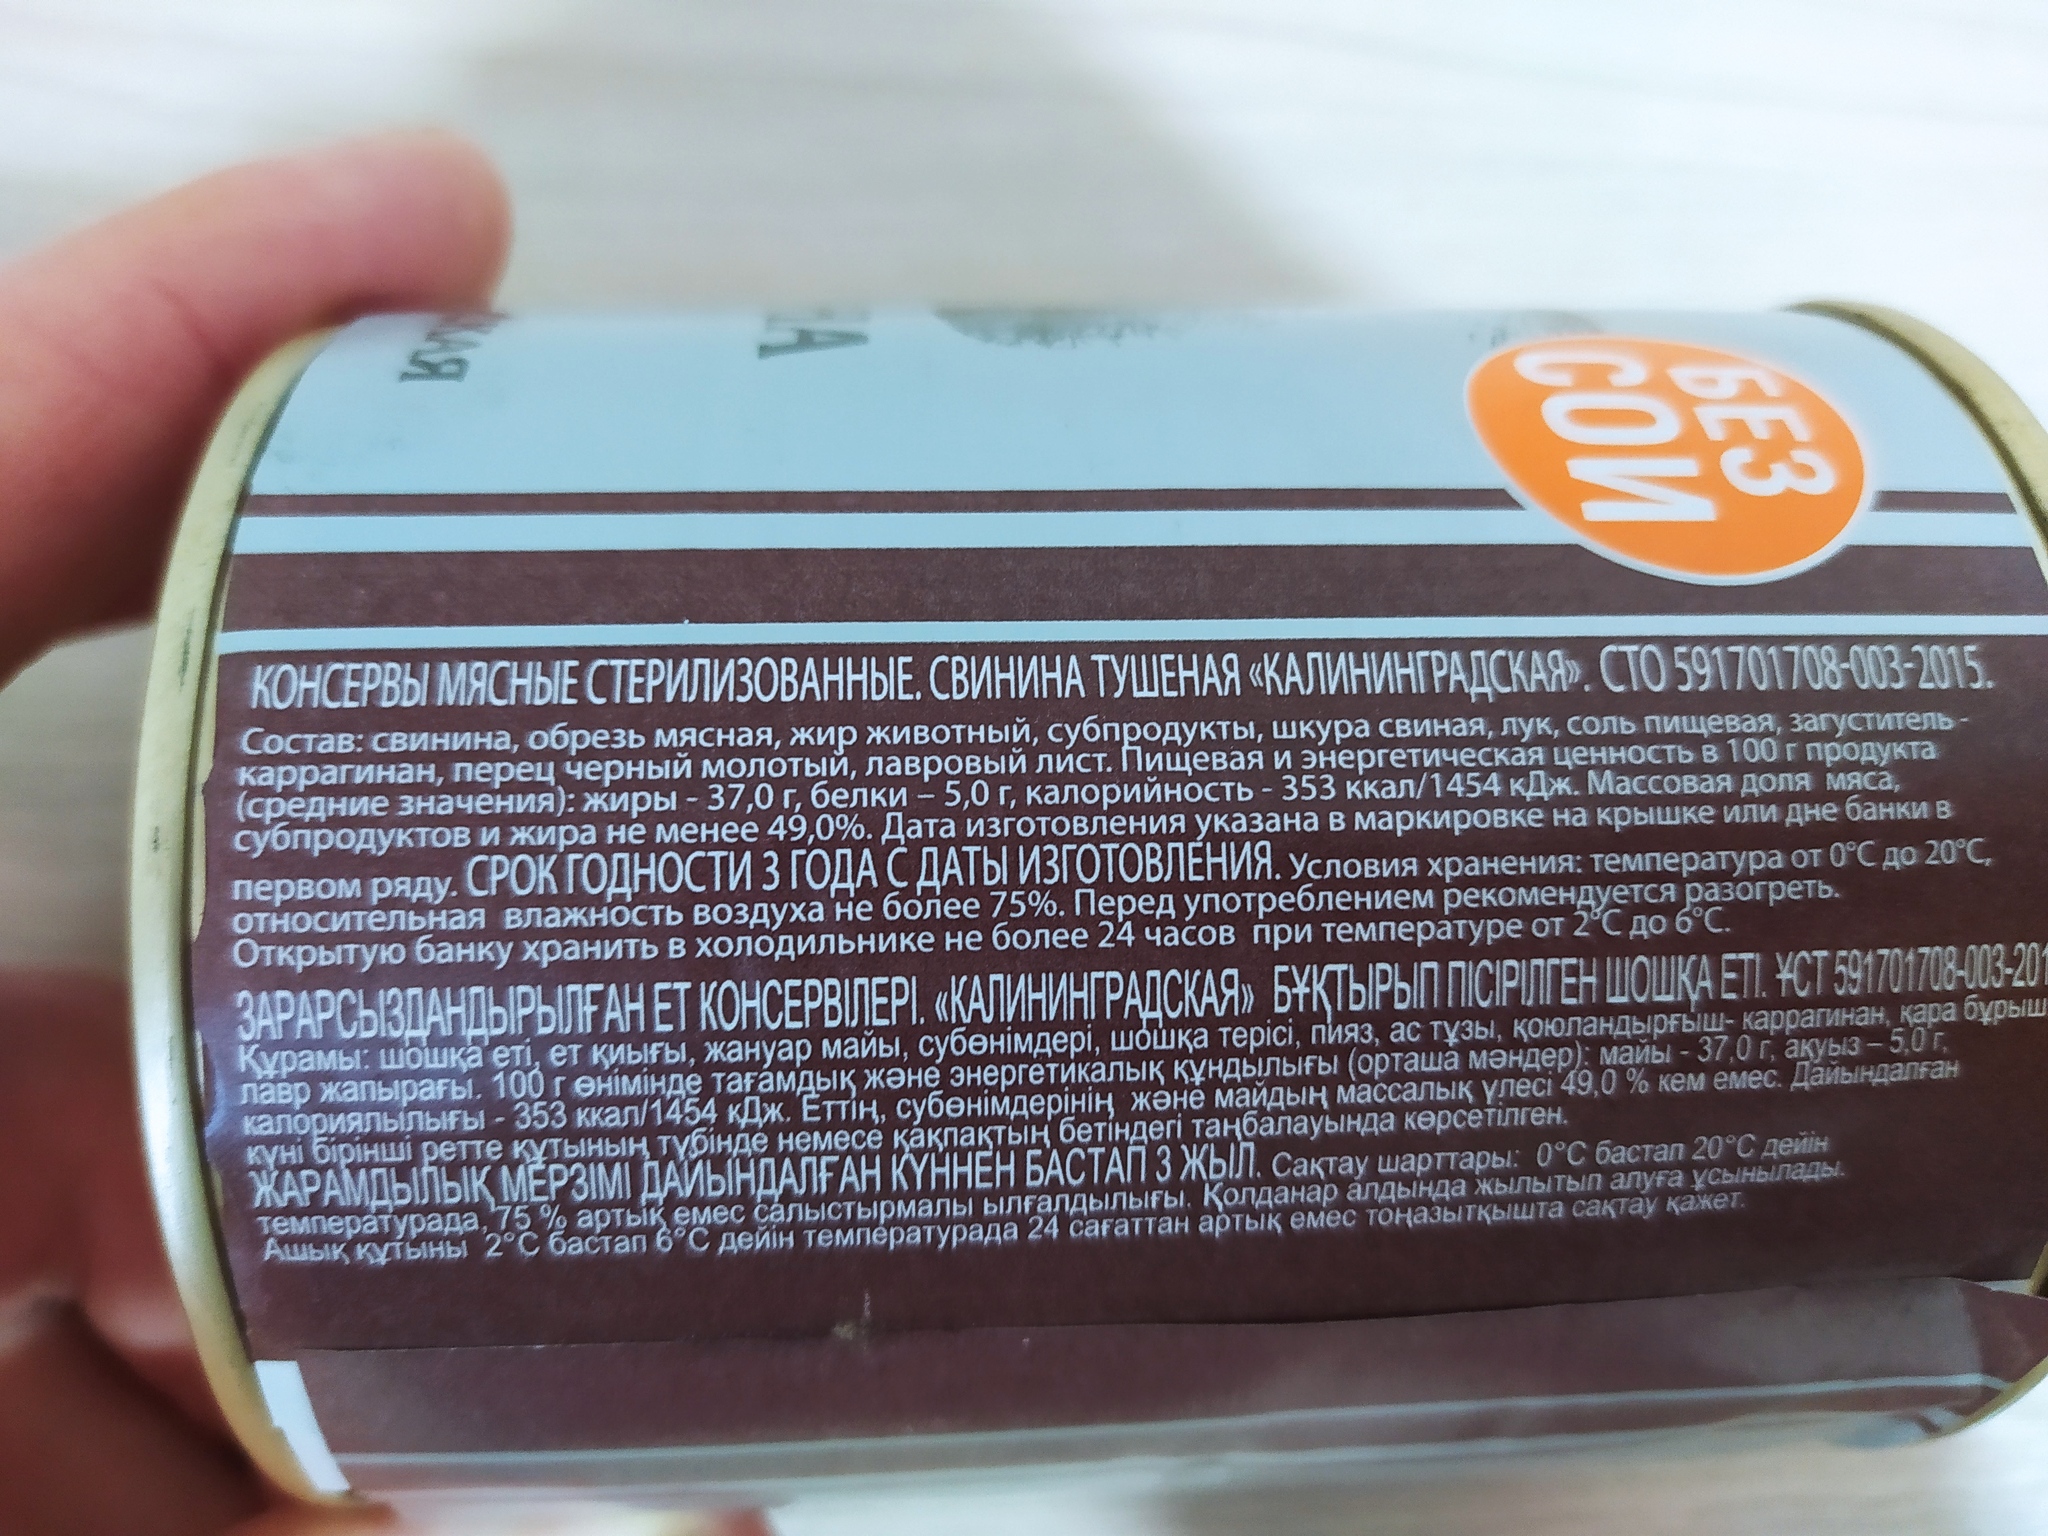 БЕЗ
СОИ
КОНСЕРВЫ МЯСНЫЕ СТЕРИЛИЗОВАННЫЕ. СВИНИНА ТУШЕНАЯ «КАЛИНИНГРАДСКАЯ». СТО 591701708-003-2015.
Состав: свинина, обрезь мясная, жир животный, субпродукты, шкура свиная, лук, соль пищевая, загуститель -
каррагинан, перец черный молотый, лавровый лист. Пищевая и энергетическая ценность в 100 г продукта
(средние значения): жиры - 37,0 г, белки – 5,0 г, калорийность - 353 ккал/1454 кДж. Массовая доля мяса,
субпродуктов и жира не менее 49,0%. Дата изготовления указана в маркировке на крышке или дне банки в
первом ряду. СРОК ГОДНОСТИ 3 ГОДА С ДАТЫ ИЗГОТОВЛЕНИЯ. Условия хранения: температура от 0°С до 20°С,
относительная влажность воздуха не более 75%. Перед употреблением рекомендуется разогреть.
Открытую банку хранить в холодильнике не более 24 часов при температуре от 2°С до 6°С.
ЗАРАРСЫЗДАНДЫРЫЛҒАН ЕТ КОНСЕРВІЛЕРІ. «КАЛИНИНГРАДСКАЯ» БҰҚТЫРЫП ПІСІРІЛГЕН ШОШҚА ЕТІ. ҰСТ 591701708-003-201
Құрамы: шошқа еті, ет қиығы, жануар майы, субөнімдері, шошқа терісі, пияз, ас тұзы, қоюландырғыш- каррагинан, қара бұрыш
лавр жапырағы. 100 г өнімінде тағамдық және энергетикалық құндылығы (орташа мәндер): майы - 37,0 г, ақуыз – 5,0 г,
калориялылығы - 353 ккал/1454 кДж. Еттің, субөнімдерінің және майдың массалық үлесі 49,0 % кем емес. Дайындалған
күні бірінші ретте құтының түбінде немесе қақпақтың бетіндегі таңбалауында көрсетілген.
ЖАРАМДЫЛЫҚ МЕРЗІМІ ДАЙЫНДАЛҒАН КҮННЕН БАСТАП 3 ЖЫЛ. Сақтау шарттары: 0°С бастап 20°С дейін
температурада, 75 % артық емес салыстырмалы ылғалдылығы. Қолданар алдында жылытып алуға ұсынылады.
Ашық құтыны 2°С бастап 6°С дейін температурада 24 сағаттан артық емес тоңазытқышта сақтау қажет.